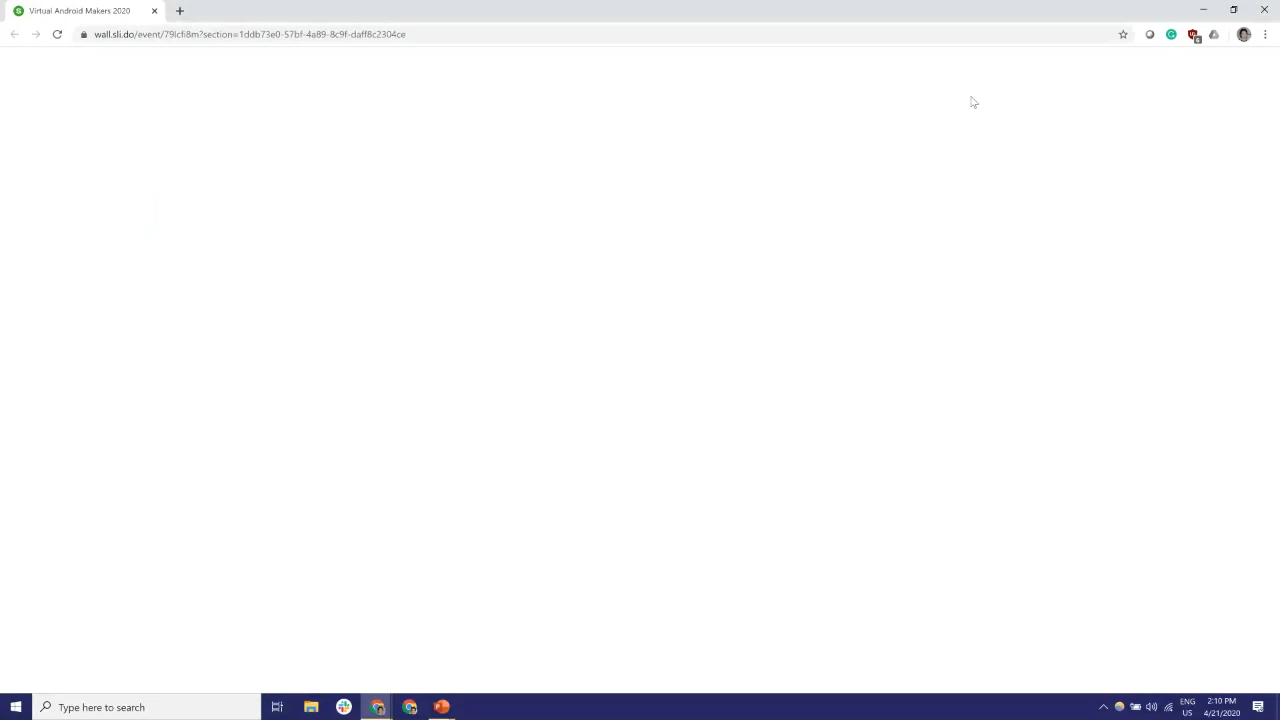 S Virtual Android Makers 2020
wall.sli.do/event/79lcfi8m?section=1ddb73e0-57bf-4a89-8c9f-daff8c2304ce
6
Type here to search
ENG
US
2:10 PM
4/21/2020